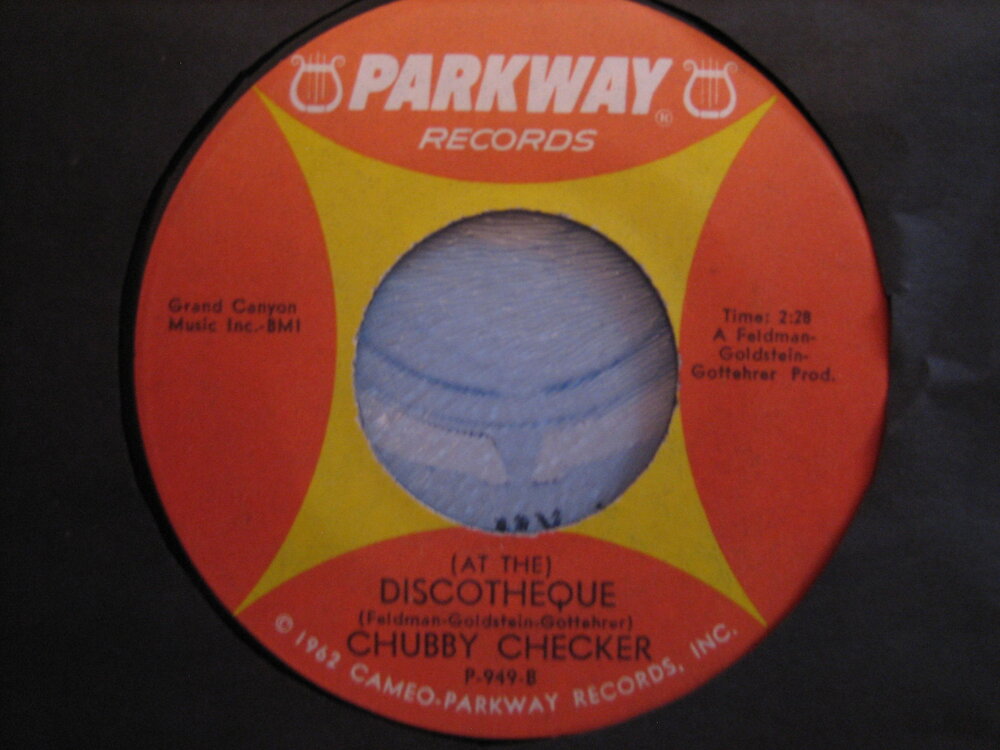 PARKWAY®
RECORDS
Grand Canyon
Music Inc.-BMI
Time: 2:28
A Feldman-
Goldstein-
Gottehrer Prod.
(AT THE)
DISCOTHEQUE
(Feldman-Goldstein-Gottehrer)
CHUBBY CHECKER
P-949-B
© 1962 CAMEO-PARKWAY RECORDS, INC.